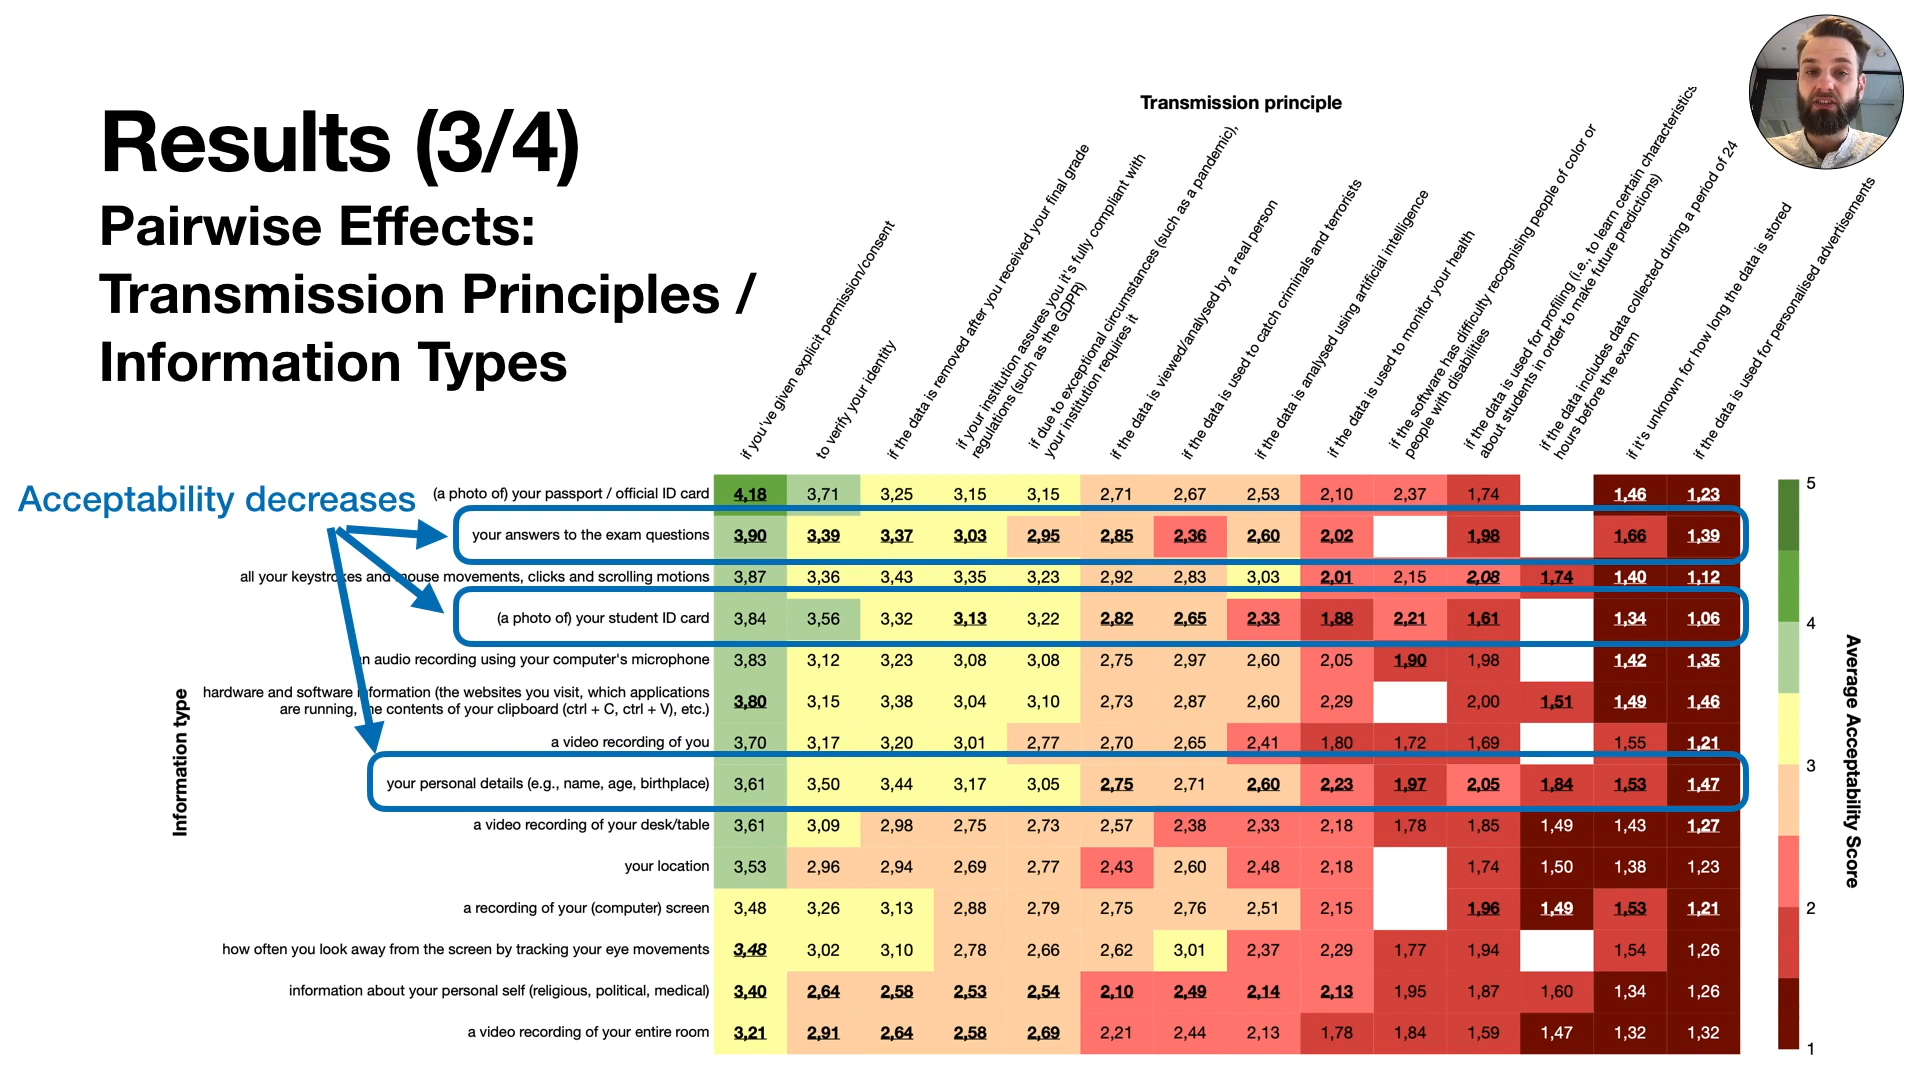 Results (3/4)
Pairwise Effects:
Transmission Principles /
Information Types
Transmission principle
if you've given explicit permission/consent
to verify your identity
if the data is removed after you received your final grade
if your institution assures you it's fully compliant with
regulations (such as the GDPR)
if due to exceptional circumstances (such as a pandemic),
your institution requires it
if the data is viewed/analysed by a real person
if the data is used to catch criminals and terrorists
if the data is analysed using artificial intelligence
if the data is used to monitor your health
if the software has difficulty recognising people of color or
people with disabilities
if the data is used for profiling (i.e., to learn certain characteristics
about students in order to make future predictions)
if the data includes data collected during a period of 24
hours before the exam
if it's unknown for how long the data is stored
if the data is used for personalised advertisements
Acceptability decreases
Information type
(a photo of) your passport / official ID card 4,18 3,71 3,25 3,15 3,15 2,71 2,67 2,53 2,10 2,37 1,74 1,46 1,23
your answers to the exam questions 3,90 3,39 3,37 3,03 2,95 2,85 2,36 2,60 2,02 1,98 1,66 1,39
all your keystrokes and mouse movements, clicks and scrolling motions 3,87 3,36 3,43 3,35 3,23 2,92 2,83 3,03 2,01 2,15 2,08 1,74 1,40 1,12
(a photo of) your student ID card 3,84 3,56 3,32 3,13 3,22 2,82 2,65 2,33 1,88 2,21 1,61 1,34 1,06
an audio recording using your computer's microphone 3,83 3,12 3,23 3,08 3,08 2,75 2,97 2,60 2,05 1,90 1,98 1,42 1,35
hardware and software information (the websites you visit, which applications
are running, the contents of your clipboard (ctrl + C, ctrl + V), etc.) 3,80 3,15 3,38 3,04 3,10 2,73 2,87 2,60 2,29 2,00 1,51 1,49 1,46
a video recording of you 3,70 3,17 3,20 3,01 2,77 2,70 2,65 2,41 1,80 1,72 1,69 1,55 1,21
your personal details (e.g., name, age, birthplace) 3,61 3,50 3,44 3,17 3,05 2,75 2,71 2,60 2,23 1,97 2,05 1,84 1,53 1,47
a video recording of your desk/table 3,61 3,09 2,98 2,75 2,73 2,57 2,38 2,33 2,18 1,78 1,85 1,49 1,43 1,27
your location 3,53 2,96 2,94 2,69 2,77 2,43 2,60 2,48 2,18 1,74 1,50 1,38 1,23
a recording of your (computer) screen 3,48 3,26 3,13 2,88 2,79 2,75 2,76 2,51 2,15 1,96 1,49 1,53 1,21
how often you look away from the screen by tracking your eye movements 3,48 3,02 3,10 2,78 2,66 2,62 3,01 2,37 2,29 1,77 1,94 1,54 1,26
information about your personal self (religious, political, medical) 3,40 2,64 2,58 2,53 2,54 2,10 2,49 2,14 2,13 1,95 1,87 1,60 1,34 1,26
a video recording of your entire room 3,21 2,91 2,64 2,58 2,69 2,21 2,44 2,13 1,78 1,84 1,59 1,47 1,32 1,32
5
4
3
2
1
Average Acceptability Score